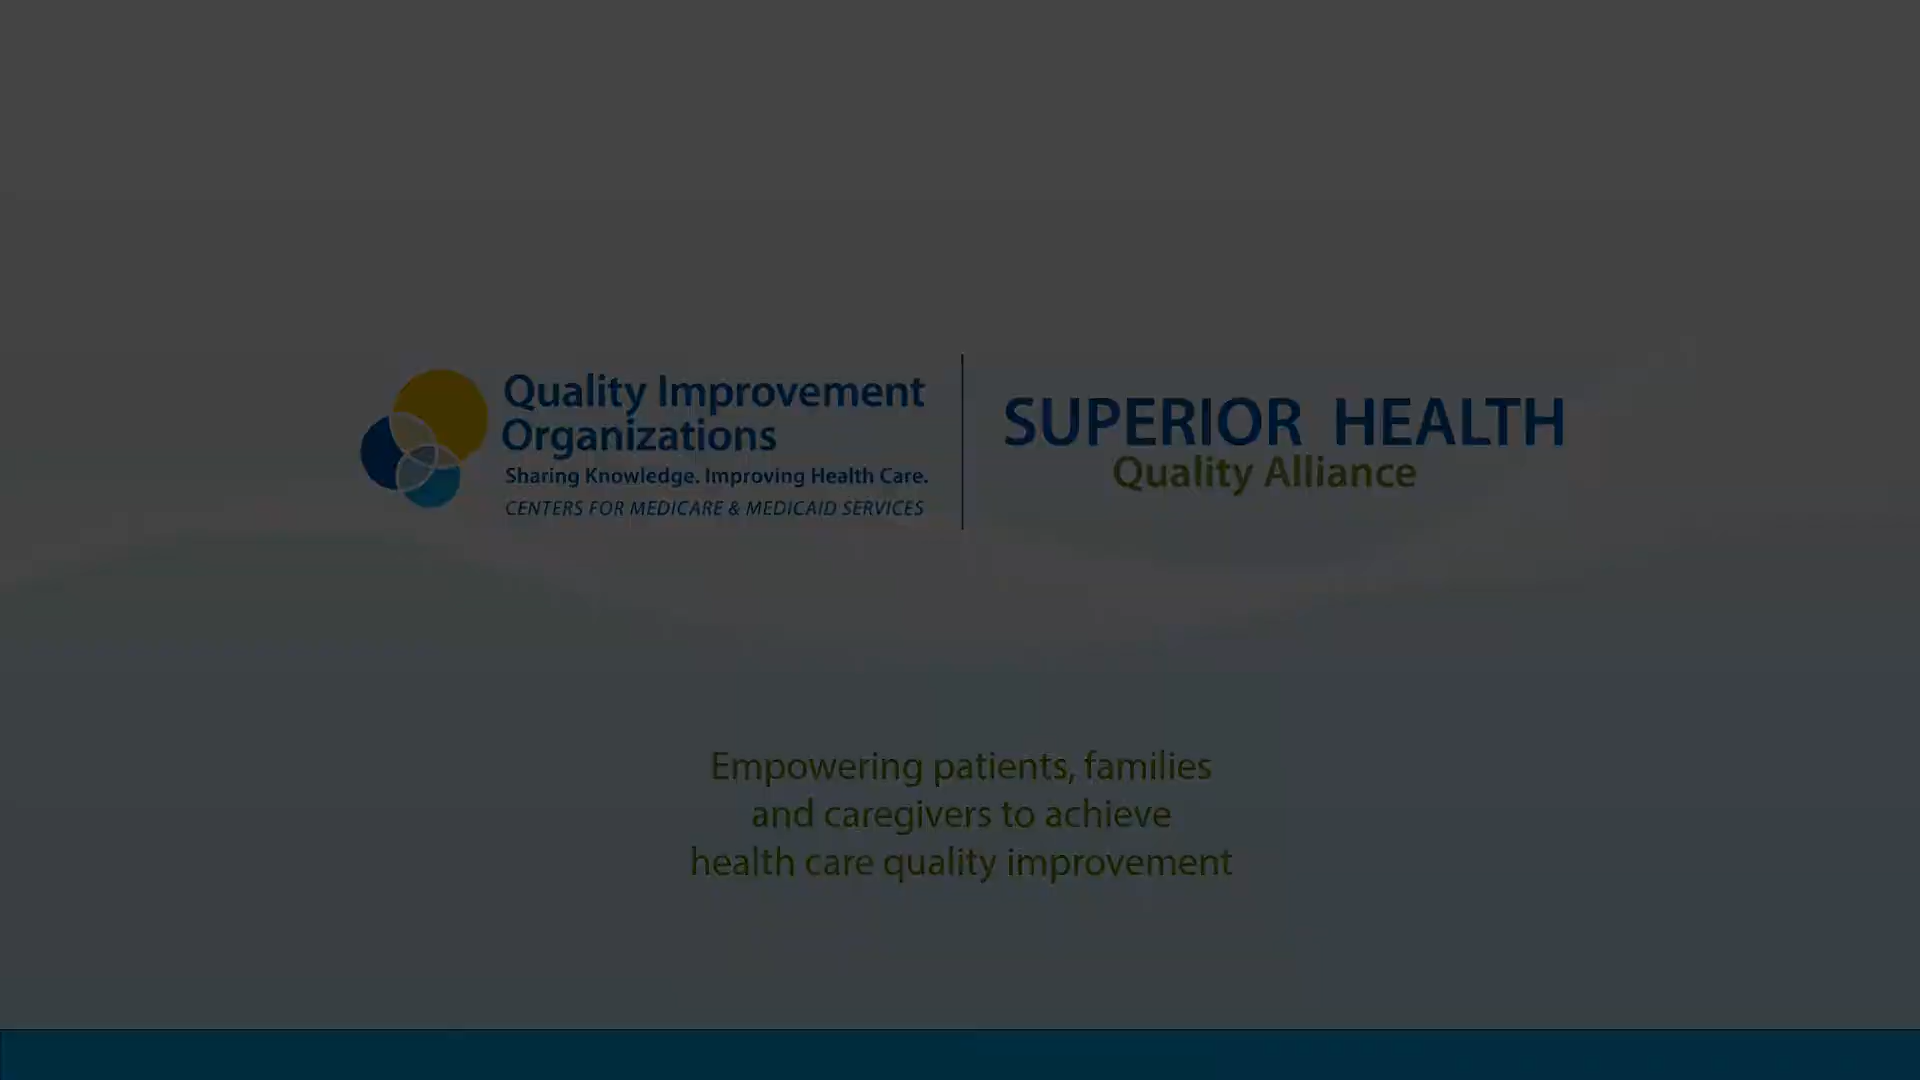 Quality Improvement
Organizations
Sharing Knowledge. Improving Health Care.
CENTERS FOR MEDICARE & MEDICAID SERVICES
SUPERIOR HEALTH
Quality Alliance
Empowering patients, families
and caregivers to achieve
health care quality improvement